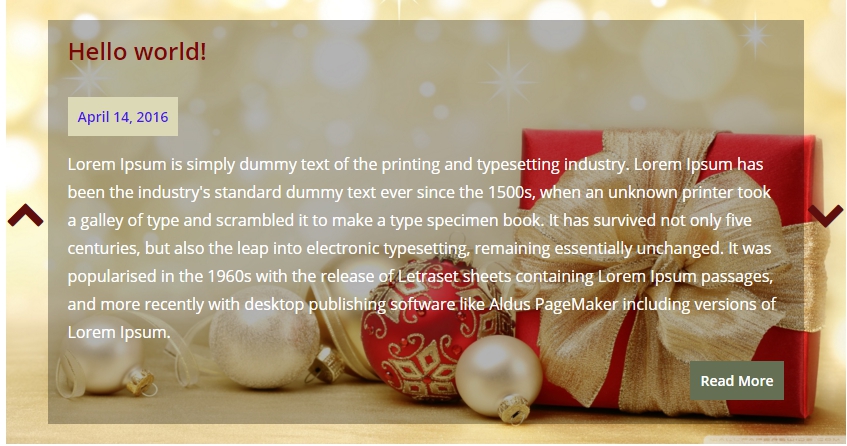 Hello world!
April 14, 2016
Lorem Ipsum is simply dummy text of the printing and typesetting industry. Lorem Ipsum has
been the industry's standard dummy text ever since the 1500s, when an unknown printer took
a galley of type and scrambled it to make a type specimen book. It has survived not only five
centuries, but also the leap into electronic typesetting, remaining essentially unchanged. It was
popularised in the 1960s with the release of Letraset sheets containing Lorem Ipsum passages,
and more recently with desktop publishing software like Aldus PageMaker including versions of
Lorem Ipsum.
Read More